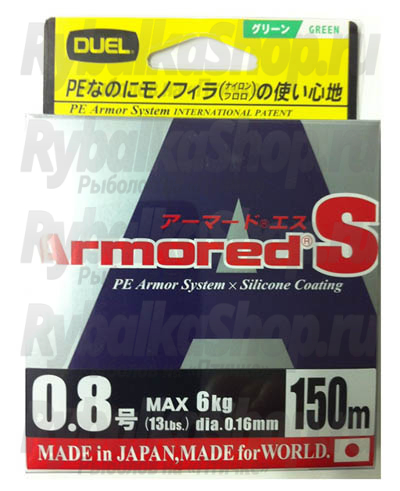 DUEL
グリーン GREEN
PEなのにモノフィラ(ナイロン フロロ)の使い心地
PE Armor System INTERNATIONAL PATENT
アーマード®エス
Armored® S
PE Armor System × Silicone Coating
0.8号 MAX 6kg (13Lbs.) dia. 0.16mm 150m
MADE in JAPAN, MADE for WORLD.
RybalkaShop.ru